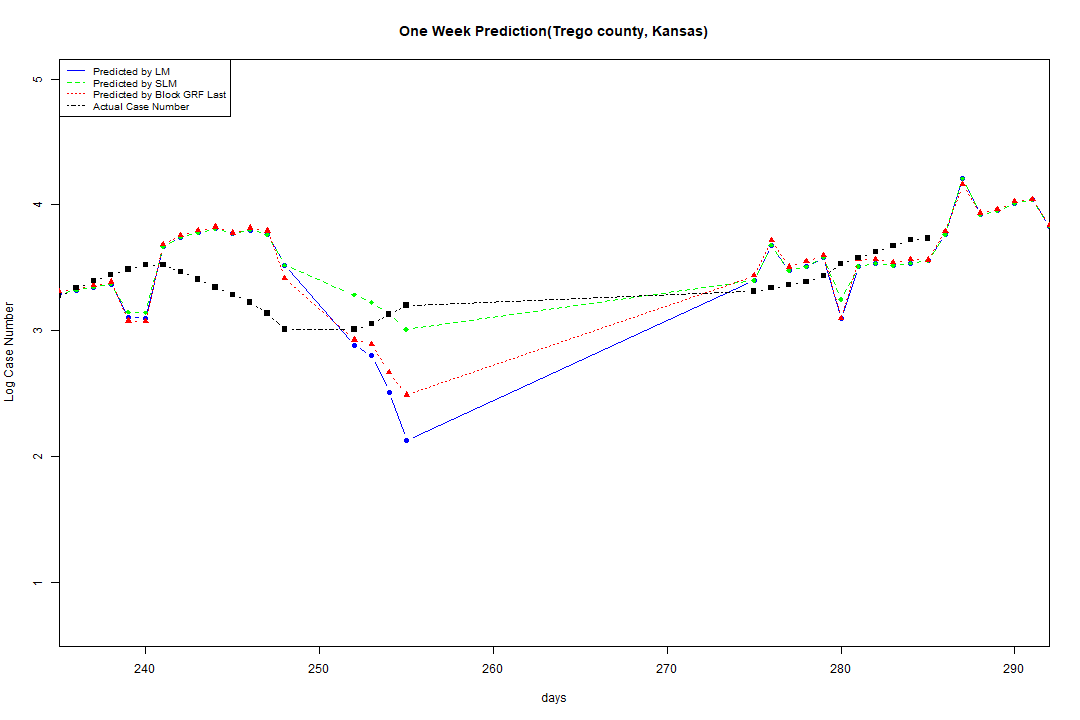 One Week Prediction(Trego county, Kansas)
Predicted by LM
Predicted by SLM
Predicted by Block GRF Last
Actual Case Number
5
4
3
2
1
Log Case Number
240 250 260 270 280 290
days